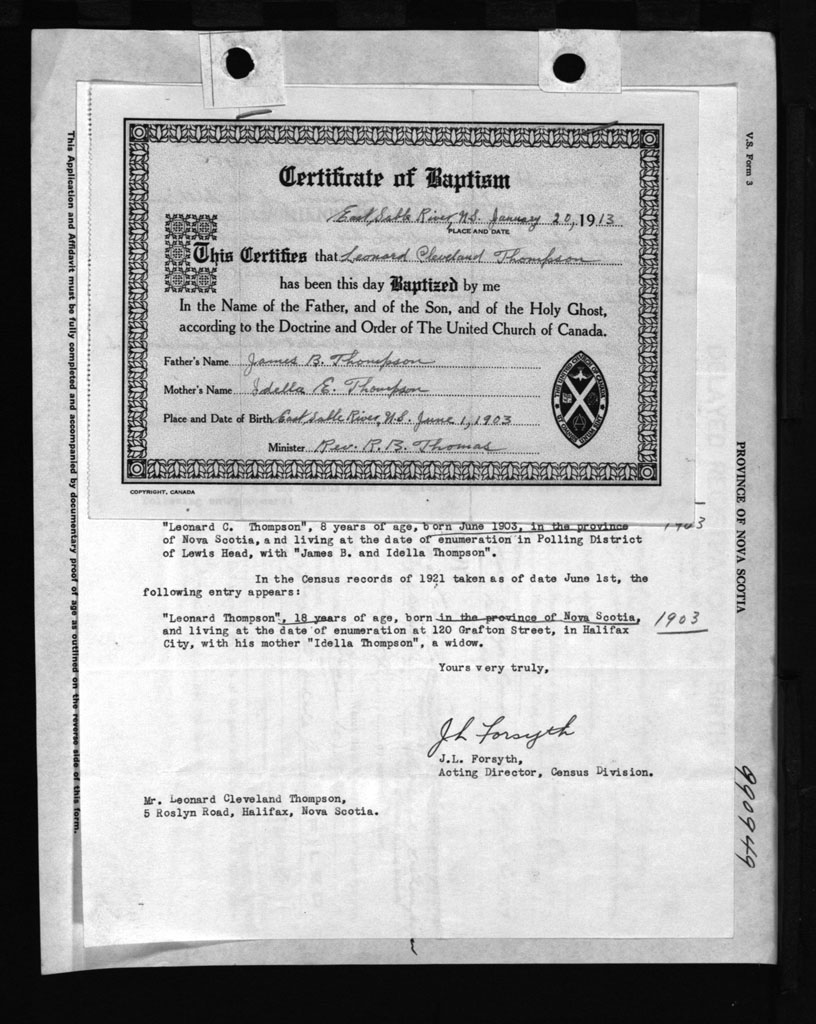 Certificate of Baptism
East Sable River, N.S. January 20, 1913
PLACE AND DATE
This Certifies that Leonard Cleveland Thompson
has been this day Baptized by me
In the Name of the Father, and of the Son, and of the Holy Ghost,
according to the Doctrine and Order of The United Church of Canada.
Father's Name James B. Thompson
Mother's Name Idella E. Thompson
Place and Date of Birth East Sable River, N.S. June 1, 1903
Minister Rev. R. B. Thomas
COPYRIGHT, CANADA
"Leonard C. Thompson", 8 years of age, born June 1903, in the province 1903
of Nova Scotia, and living at the date of enumeration in Polling District
of Lewis Head, with "James B. and Idella Thompson".
In the Census records of 1921 taken as of date June 1st, the
following entry appears:
"Leonard Thompson", 18 years of age, born in the province of Nova Scotia, 1903
and living at the date of enumeration at 120 Grafton Street, in Halifax
City, with his mother "Idella Thompson", a widow.
Yours very truly,
J L Forsyth
J.L. Forsyth,
Acting Director, Census Division.
Mr. Leonard Cleveland Thompson,
5 Roslyn Road, Halifax, Nova Scotia.
This Application and Affidavit must be fully completed and accompanied by documentary proof of age as outlined on the reverse side of this form.
V.S. Form 3
PROVINCE OF NOVA SCOTIA
990949